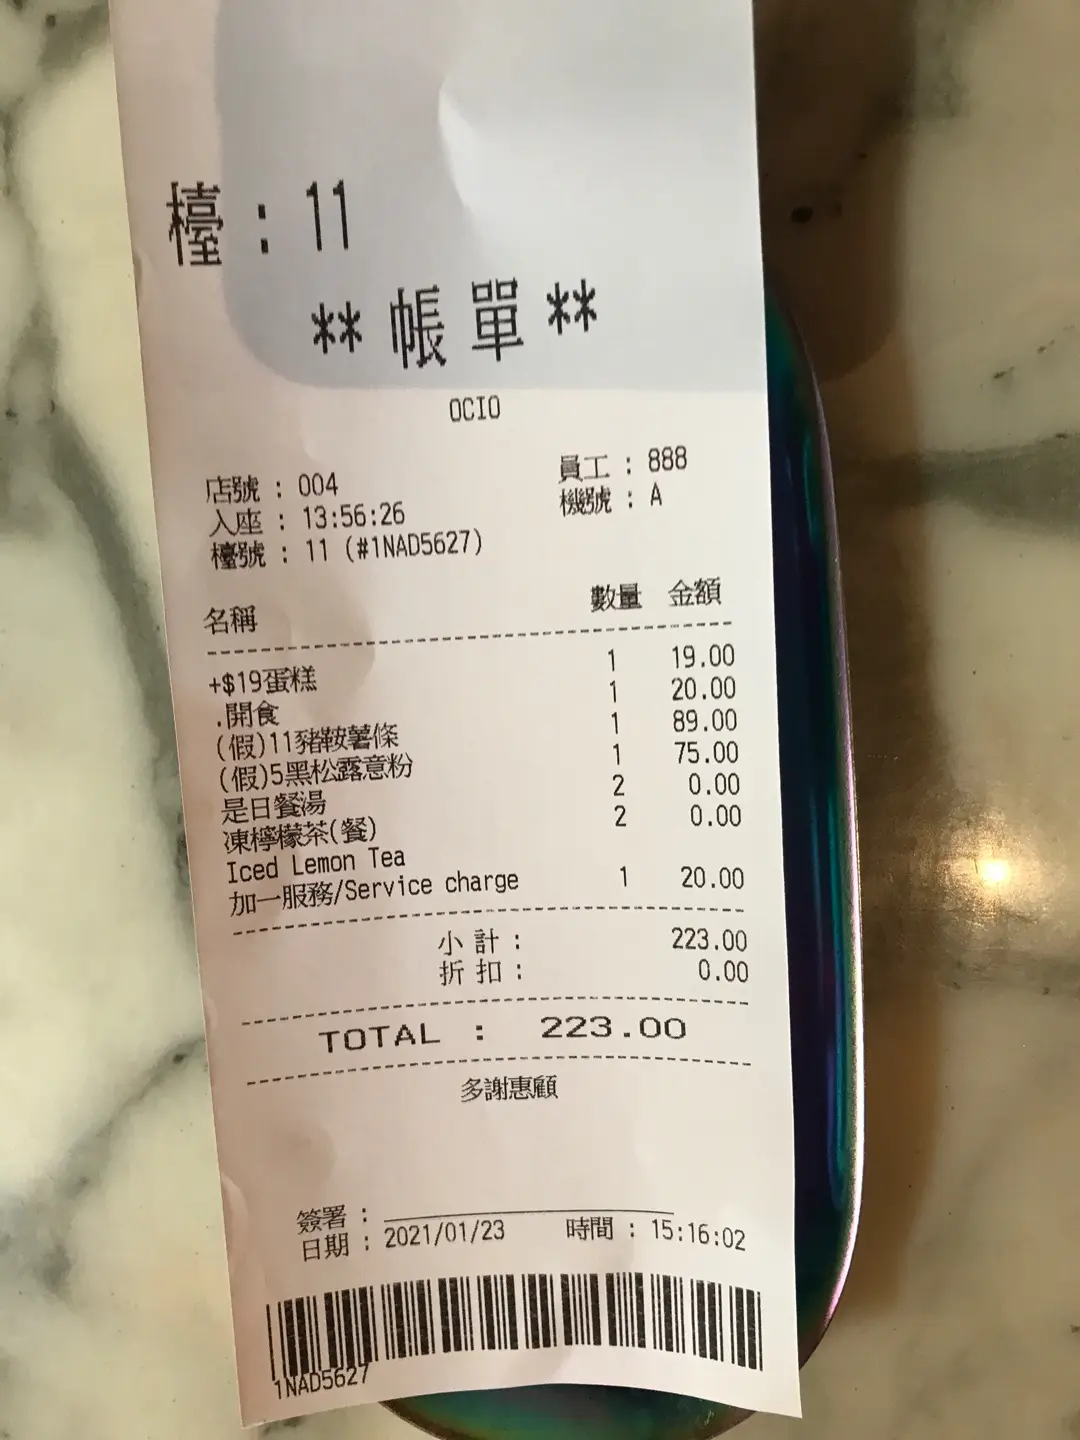 檯：11
**帳單**
OCIO
店號：004 員工：888
入座：13:56:26 機號：A
檯號：11 (#1NAD5627)
名稱 數量 金額
+$19蛋糕 1 19.00
.開食 1 20.00
(假)11豬鞍薯條 1 89.00
(假)5黑松露意粉 1 75.00
是日餐湯 2 0.00
凍檸檬茶(餐) 2 0.00
Iced Lemon Tea
加一服務/Service charge 1 20.00
小計： 223.00
折扣： 0.00
TOTAL : 223.00
多謝惠顧
簽署：
日期：2021/01/23 時間：15:16:02
1NAD5627